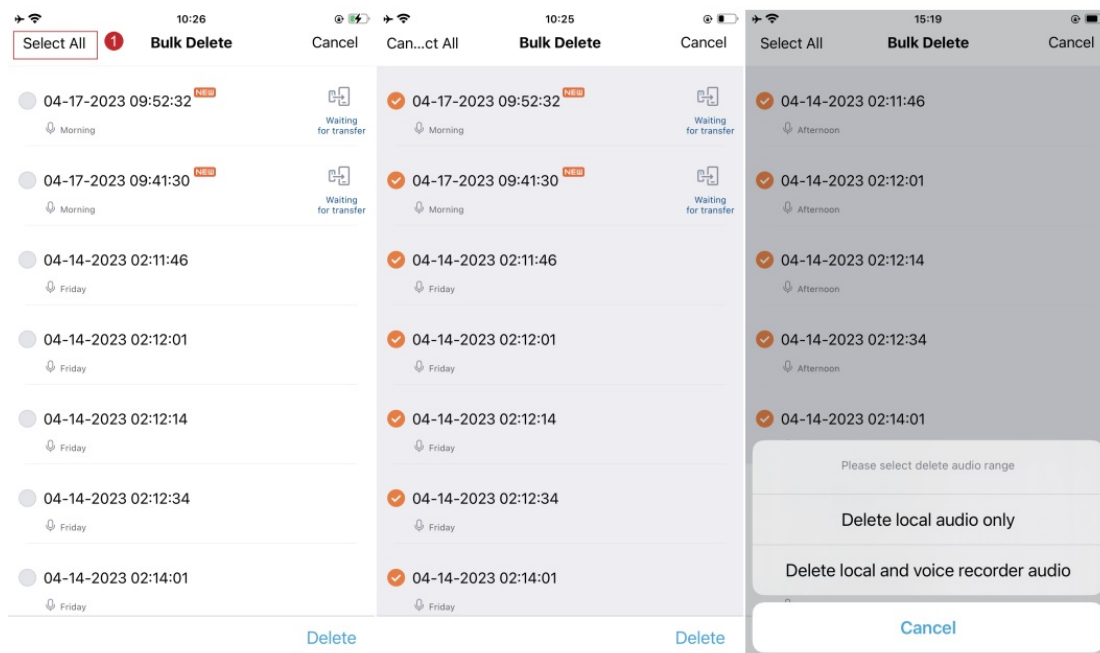 10:26
Select All
1
Bulk Delete
Cancel
04-17-2023 09:52:32 NEW
Morning
Waiting
for transfer
04-17-2023 09:41:30 NEW
Morning
Waiting
for transfer
04-14-2023 02:11:46
Friday
04-14-2023 02:12:01
Friday
04-14-2023 02:12:14
Friday
04-14-2023 02:12:34
Friday
04-14-2023 02:14:01
Friday
Delete
10:25
Can...ct All
Bulk Delete
Cancel
04-17-2023 09:52:32 NEW
Morning
Waiting
for transfer
04-17-2023 09:41:30 NEW
Morning
Waiting
for transfer
04-14-2023 02:11:46
Friday
04-14-2023 02:12:01
Friday
04-14-2023 02:12:14
Friday
04-14-2023 02:12:34
Friday
04-14-2023 02:14:01
Friday
Delete
15:19
Select All
Bulk Delete
Cancel
04-14-2023 02:11:46
Afternoon
04-14-2023 02:12:01
Afternoon
04-14-2023 02:12:14
Afternoon
04-14-2023 02:12:34
Afternoon
04-14-2023 02:14:01
Please select delete audio range
Delete local audio only
Delete local and voice recorder audio
Cancel